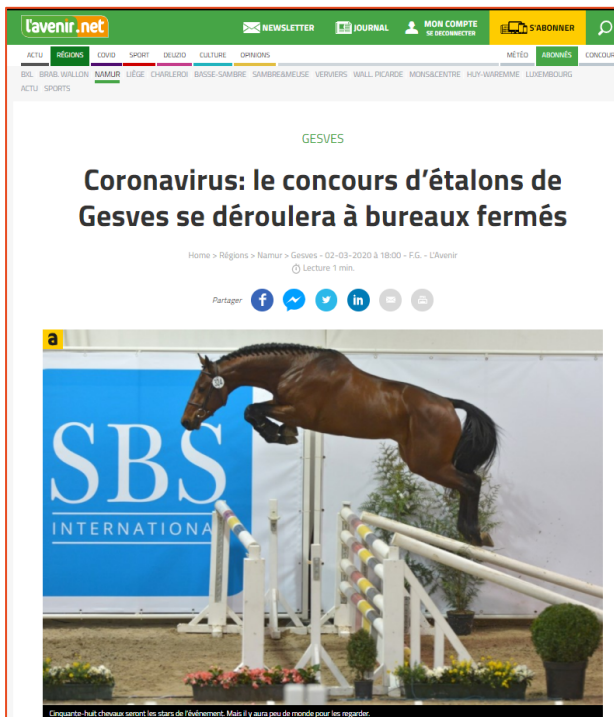 l'avenir.net
NEWSLETTER JOURNAL MON COMPTE SE DECONNECTER S'ABONNER
ACTU RÉGIONS COVID SPORT DEUZIO CULTURE OPINIONS MÉTÉO ABONNÉS CONCOUR
BXL BRAB. WALLON NAMUR LIÈGE CHARLEROI BASSE-SAMBRE SAMBRE&MEUSE VERVIERS WALL. PICARDE MONS&CENTRE HUY-WAREMME LUXEMBOURG
ACTU SPORTS
GESVES
Coronavirus: le concours d'étalons de
Gesves se déroulera à bureaux fermés
Home > Régions > Namur > Gesves - 02-03-2020 à 18:00 - F.G. - L'Avenir
Lecture 1 min.
Partager
a
SBS
INTERNATIONA
Cinquante-huit chevaux seront les stars de l'événement. Mais il y aura peu de monde pour les regarder.